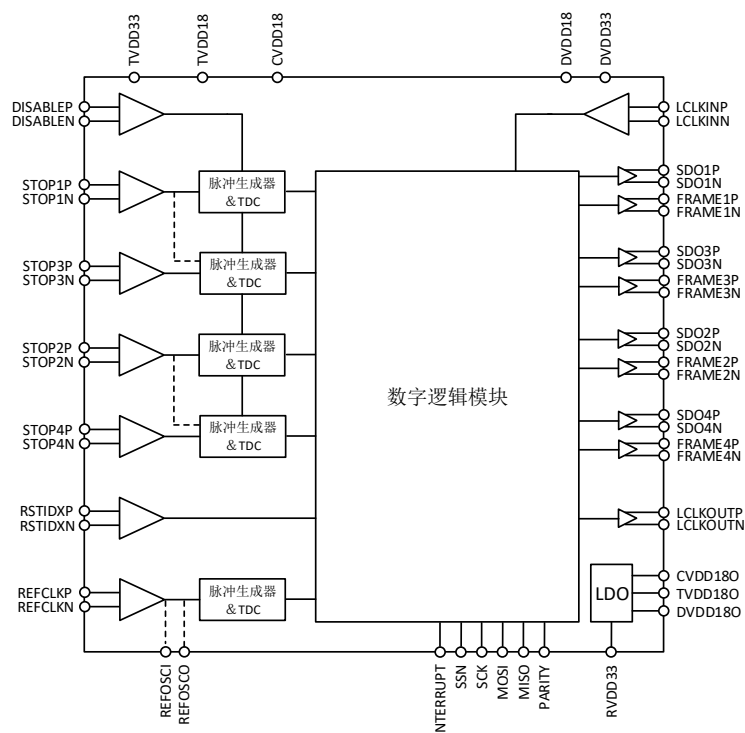 TVDD33
TVDD18
CVDD18
DVDD18
DVDD33
DISABLEP
DISABLEN
LCLKINP
LCLKINN
STOP1P
STOP1N
脉冲生成器
&TDC
SDO1P
SDO1N
FRAME1P
FRAME1N
STOP3P
STOP3N
脉冲生成器
&TDC
SDO3P
SDO3N
FRAME3P
FRAME3N
STOP2P
STOP2N
脉冲生成器
&TDC
SDO2P
SDO2N
FRAME2P
FRAME2N
数字逻辑模块
STOP4P
STOP4N
脉冲生成器
&TDC
SDO4P
SDO4N
FRAME4P
FRAME4N
RSTIDXP
RSTIDXN
LCLKOUTP
LCLKOUTN
REFCLKP
REFCLKN
脉冲生成器
&TDC
LDO
CVDD18O
TVDD18O
DVDD18O
REFOSCI
REFOSCO
NTERRUPT
SSN
SCK
MOSI
MISO
PARITY
RVDD33